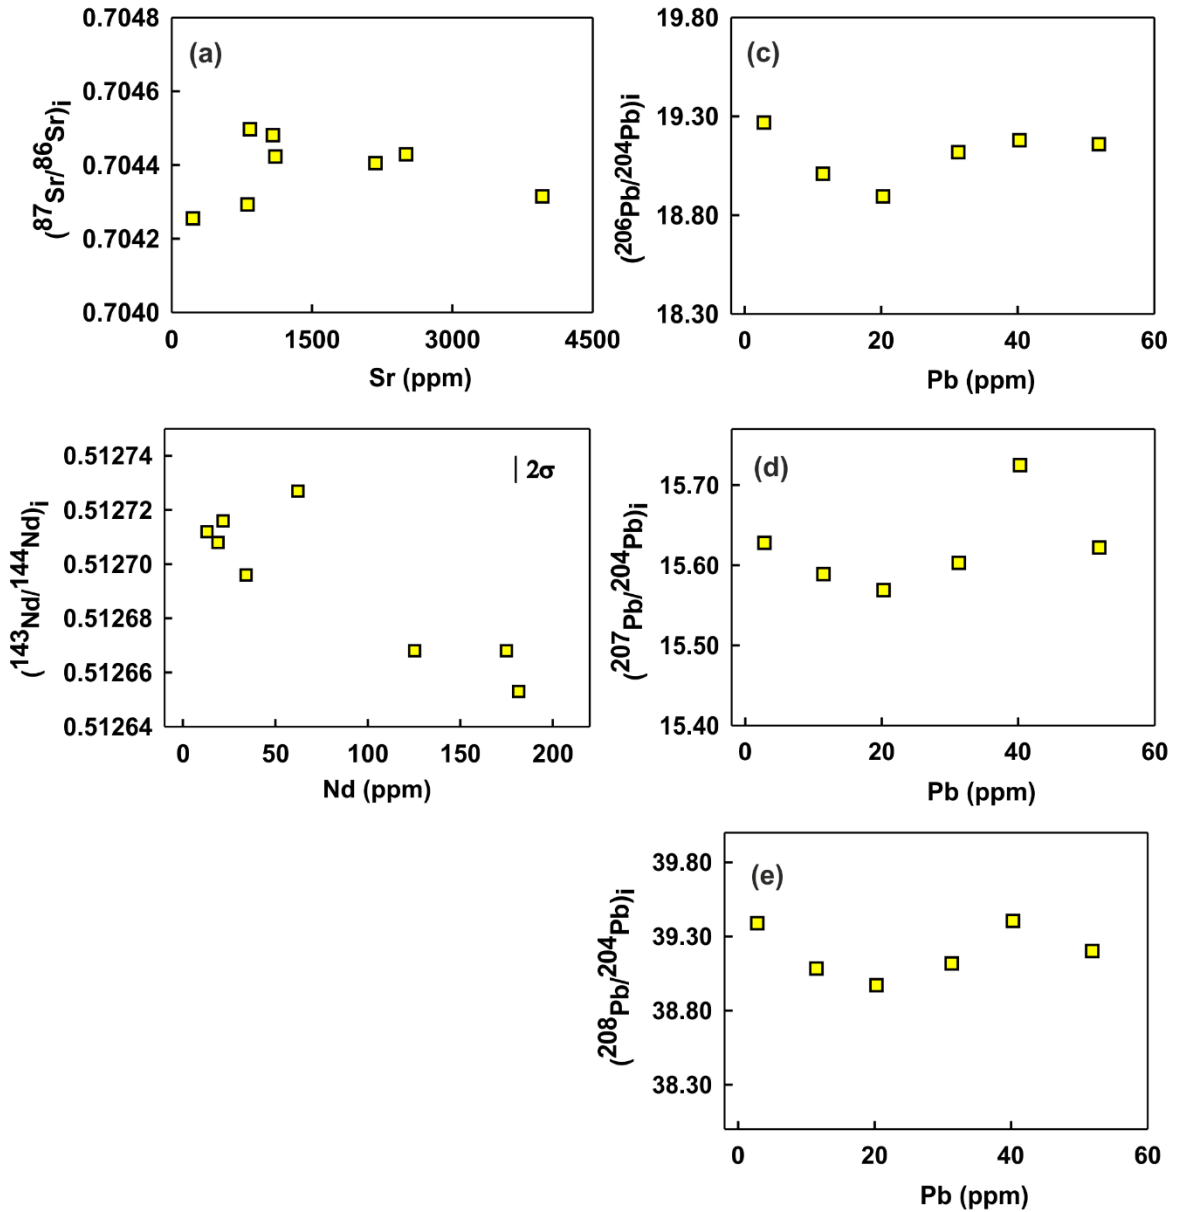 (a)
0.7048
0.7046
0.7044
0.7042
0.7040
(87Sr/86Sr)i
0 1500 3000 4500
Sr (ppm)
(c)
19.80
19.30
18.80
18.30
(206Pb/204Pb)i
0 20 40 60
Pb (ppm)
0.51274
0.51272
0.51270
0.51268
0.51266
0.51264
(143Nd/144Nd)i
| 2σ
0 50 100 150 200
Nd (ppm)
(d)
15.70
15.60
15.50
15.40
(207Pb/204Pb)i
0 20 40 60
Pb (ppm)
(e)
39.80
39.30
38.80
38.30
(208Pb/204Pb)i
0 20 40 60
Pb (ppm)